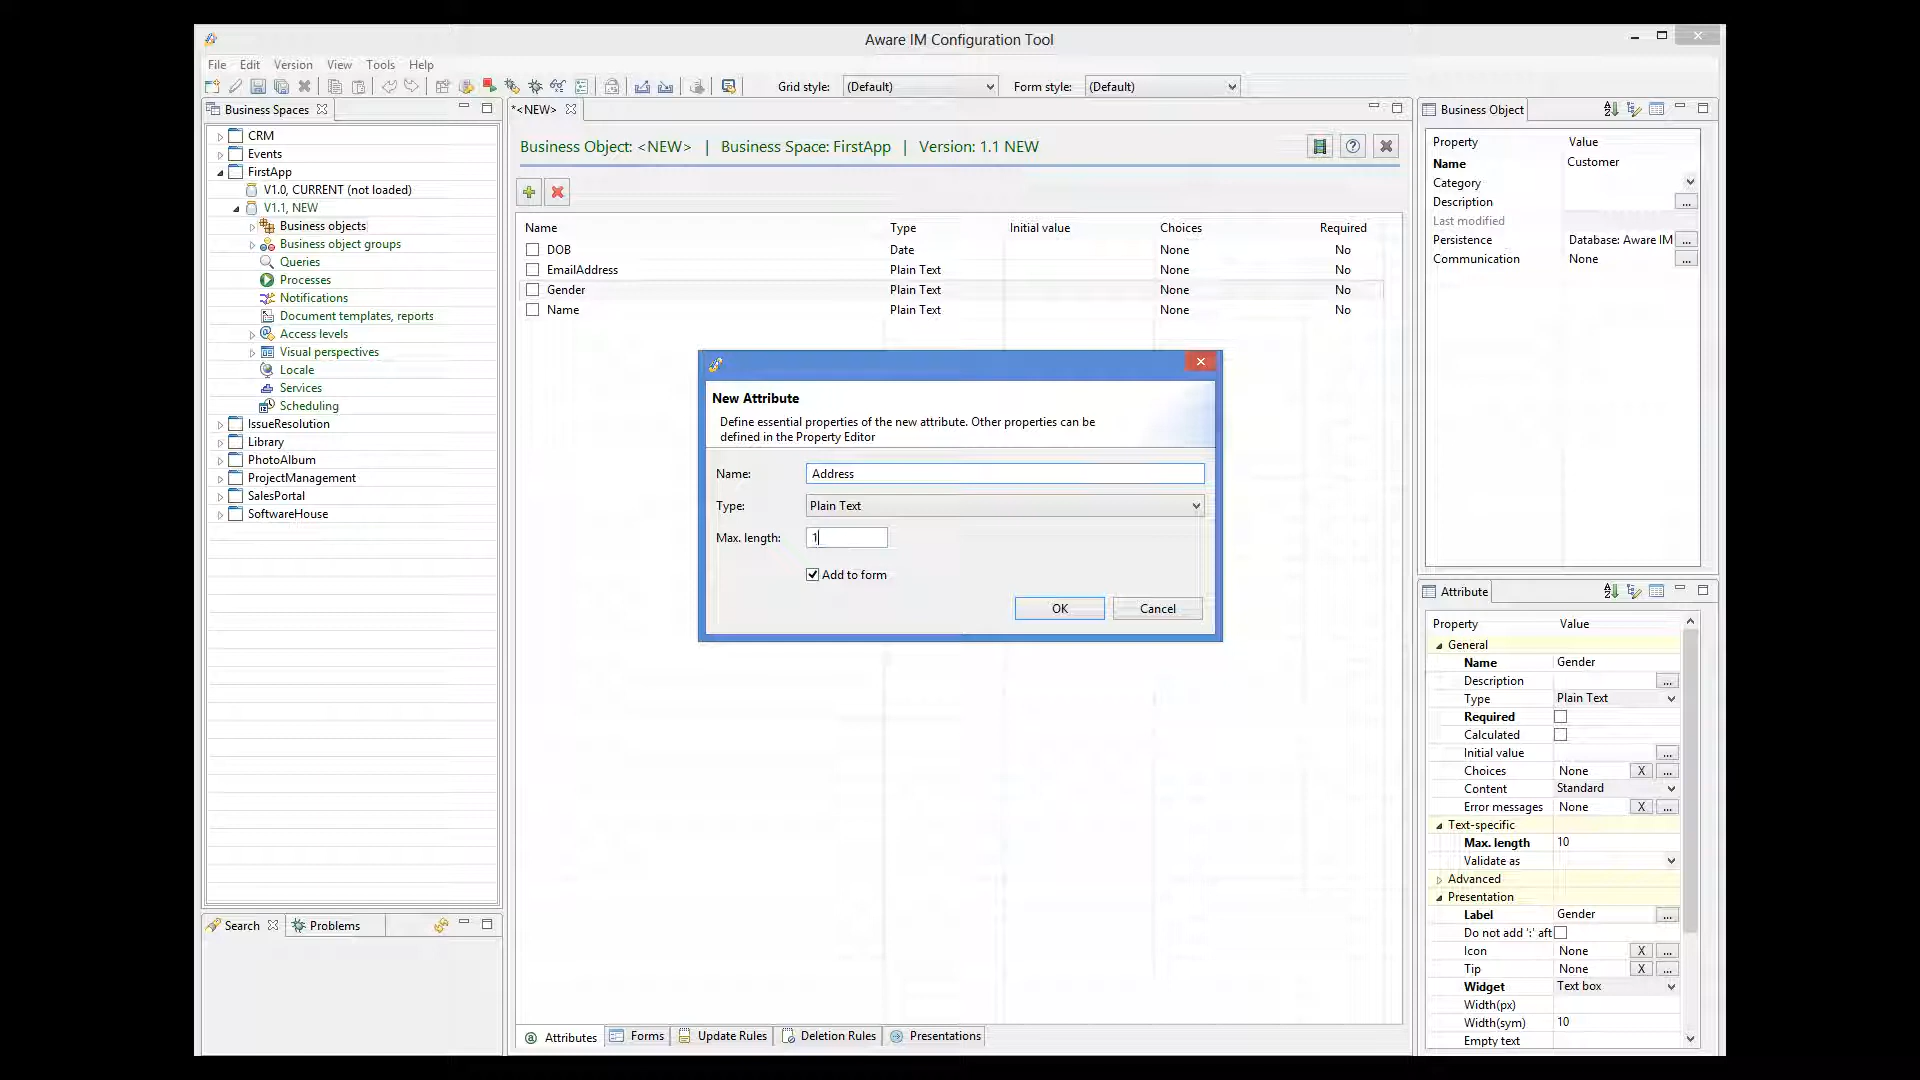 Aware IM Configuration Tool
File Edit Version View Tools Help
Grid style: (Default) Form style: (Default)
Business Spaces
CRM
Events
FirstApp
V1.0, CURRENT (not loaded)
V1.1, NEW
Business objects
Business object groups
Queries
Processes
Notifications
Document templates, reports
Access levels
Visual perspectives
Locale
Services
Scheduling
IssueResolution
Library
PhotoAlbum
ProjectManagement
SalesPortal
SoftwareHouse
Search Problems
*<NEW>
Business Object: <NEW> | Business Space: FirstApp | Version: 1.1 NEW
Name Type Initial value Choices Required
DOB Date None No
EmailAddress Plain Text None No
Gender Plain Text None No
Name Plain Text None No
New Attribute
Define essential properties of the new attribute. Other properties can be
defined in the Property Editor
Name: Address
Type: Plain Text
Max. length: 1
Add to form
OK Cancel
Attributes Forms Update Rules Deletion Rules Presentations
Business Object
Property Value
Name Customer
Category
Description ...
Last modified
Persistence Database: Aware IM ...
Communication None ...
Attribute
Property Value
General
Name Gender
Description ...
Type Plain Text
Required
Calculated
Initial value ...
Choices None X ...
Content Standard
Error messages None X ...
Text-specific
Max. length 10
Validate as
Advanced
Presentation
Label Gender ...
Do not add ':' aft
Icon None X ...
Tip None X ...
Widget Text box
Width(px)
Width(sym) 10
Empty text